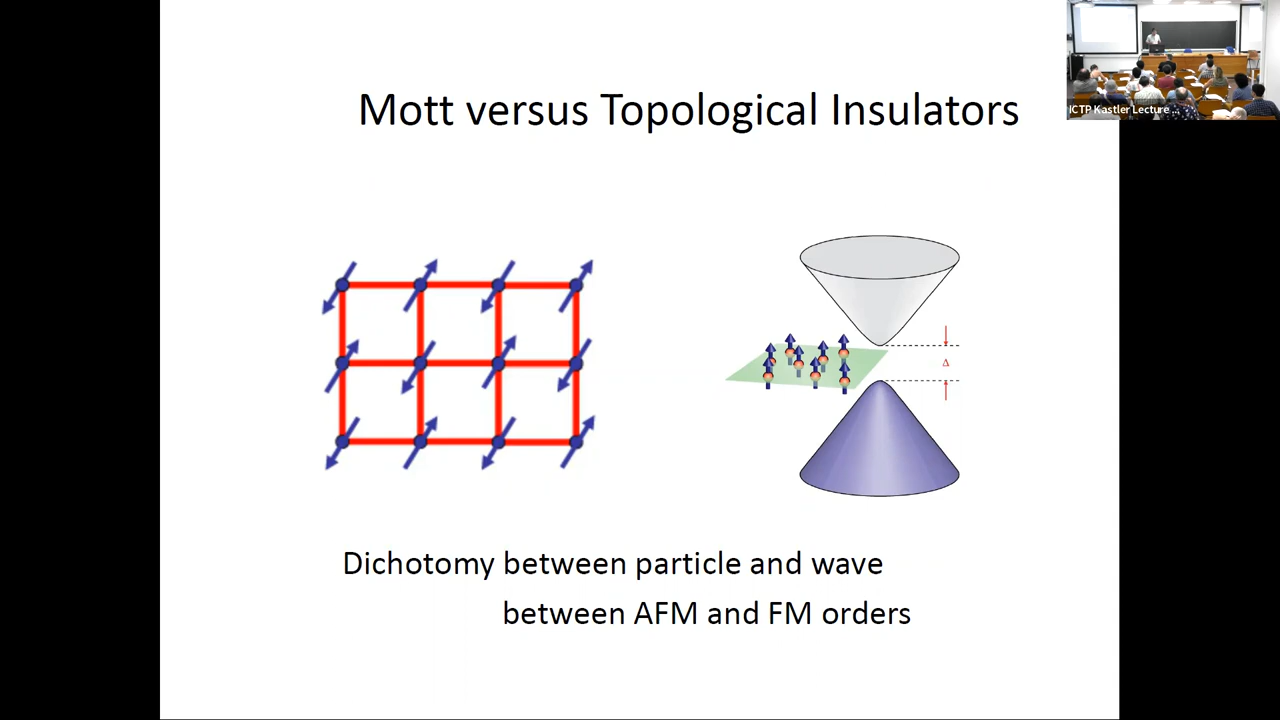 ICTP Kastler Lecture ...
Mott versus Topological Insulators
Δ
Dichotomy between particle and wave
between AFM and FM orders